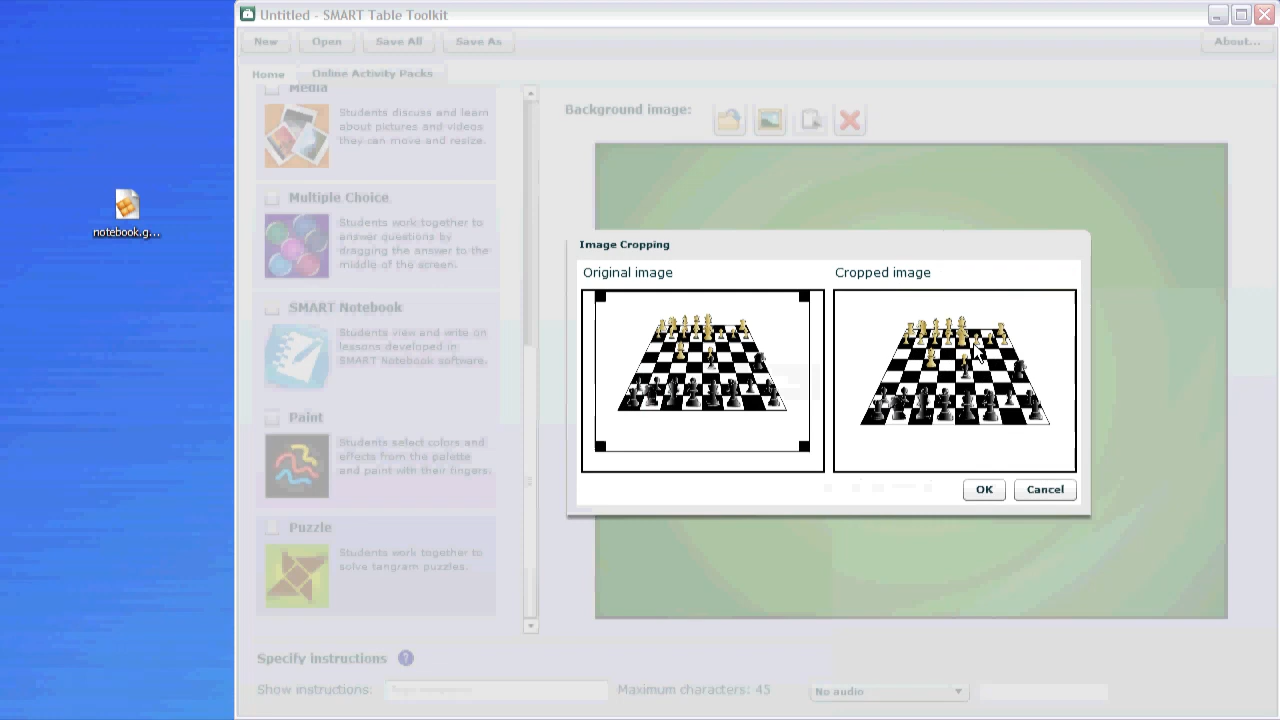 Untitled - SMART Table Toolkit
New
Open
Save All
Save As
About...
Home
Online Activity Packs
Media
Students discuss and learn
about pictures and videos
they can move and resize.
Multiple Choice
Students work together to
answer questions by
dragging the answer to the
middle of the screen.
SMART Notebook
Students view and write on
lessons developed in
SMART Notebook software.
Paint
Students select colors and
effects from the palette
and paint with their fingers.
Puzzle
Students work together to
solve tangram puzzles.
Background image:
notebook.g...
Image Cropping
Original image
Cropped image
OK
Cancel
Specify instructions
?
Show instructions:
Maximum characters: 45
No audio